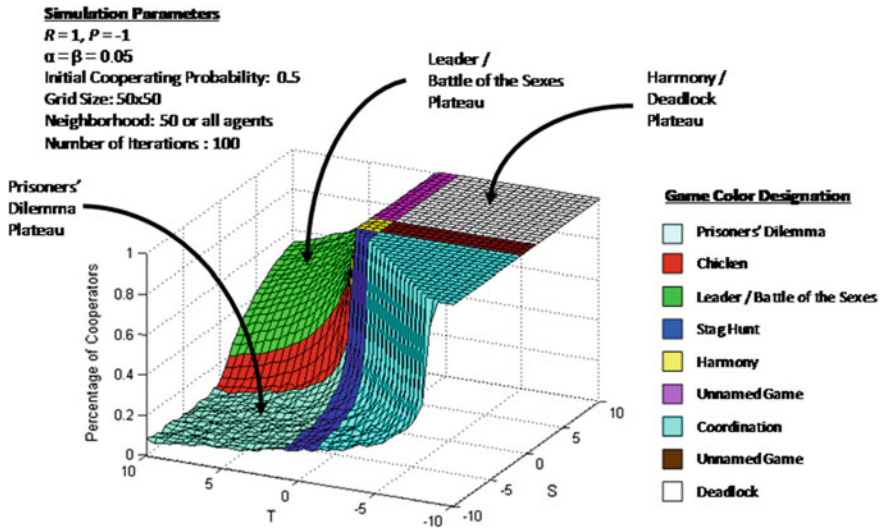 Simulation Parameters
R = 1, P = -1
α = β = 0.05
Initial Cooperating Probability: 0.5
Grid Size: 50x50
Neighborhood: 50 or all agents
Number of Iterations : 100
Leader /
Battle of the Sexes
Plateau
Harmony /
Deadlock
Plateau
Prisoners'
Dilemma
Plateau
Game Color Designation
Prisoners' Dilemma
Chicken
Leader / Battle of the Sexes
Stag Hunt
Harmony
Unnamed Game
Coordination
Unnamed Game
Deadlock
Percentage of Cooperators
1
0.8
0.6
0.4
0.2
0
10
5
0
-5
-10
T
-10
-5
0
5
10
S